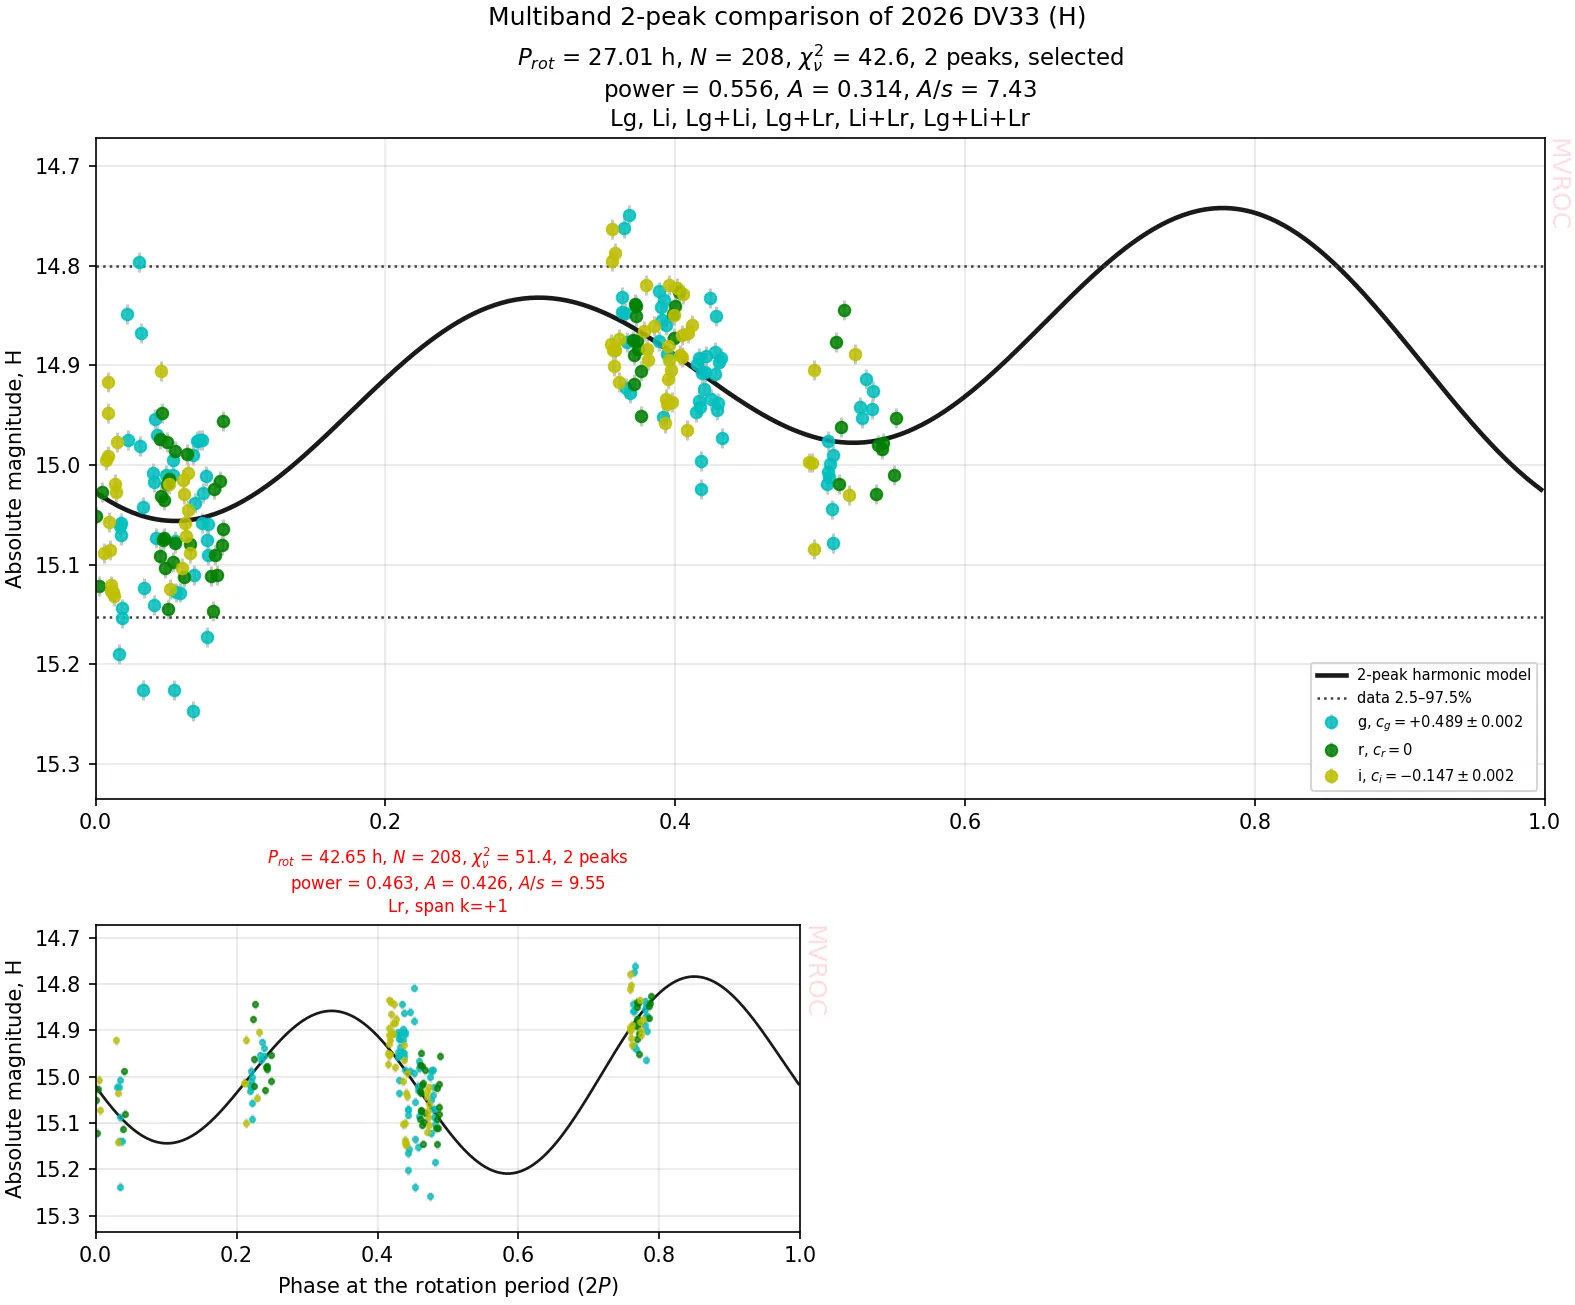 Multiband 2-peak comparison of 2026 DV33 (H)
P_rot = 27.01 h, N = 208, χ²_ν = 42.6, 2 peaks, selected
power = 0.556, A = 0.314, A/s = 7.43
Lg, Li, Lg+Li, Lg+Lr, Li+Lr, Lg+Li+Lr
MVROC
Absolute magnitude, H
14.7
14.8
14.9
15.0
15.1
15.2
15.3
2-peak harmonic model
data 2.5–97.5%
g, c_g = +0.489 ± 0.002
r, c_r = 0
i, c_i = −0.147 ± 0.002
0.0 0.2 0.4 0.6 0.8 1.0
P_rot = 42.65 h, N = 208, χ²_ν = 51.4, 2 peaks
power = 0.463, A = 0.426, A/s = 9.55
Lr, span k=+1
MVROC
Absolute magnitude, H
14.7
14.8
14.9
15.0
15.1
15.2
15.3
0.0 0.2 0.4 0.6 0.8 1.0
Phase at the rotation period (2P)